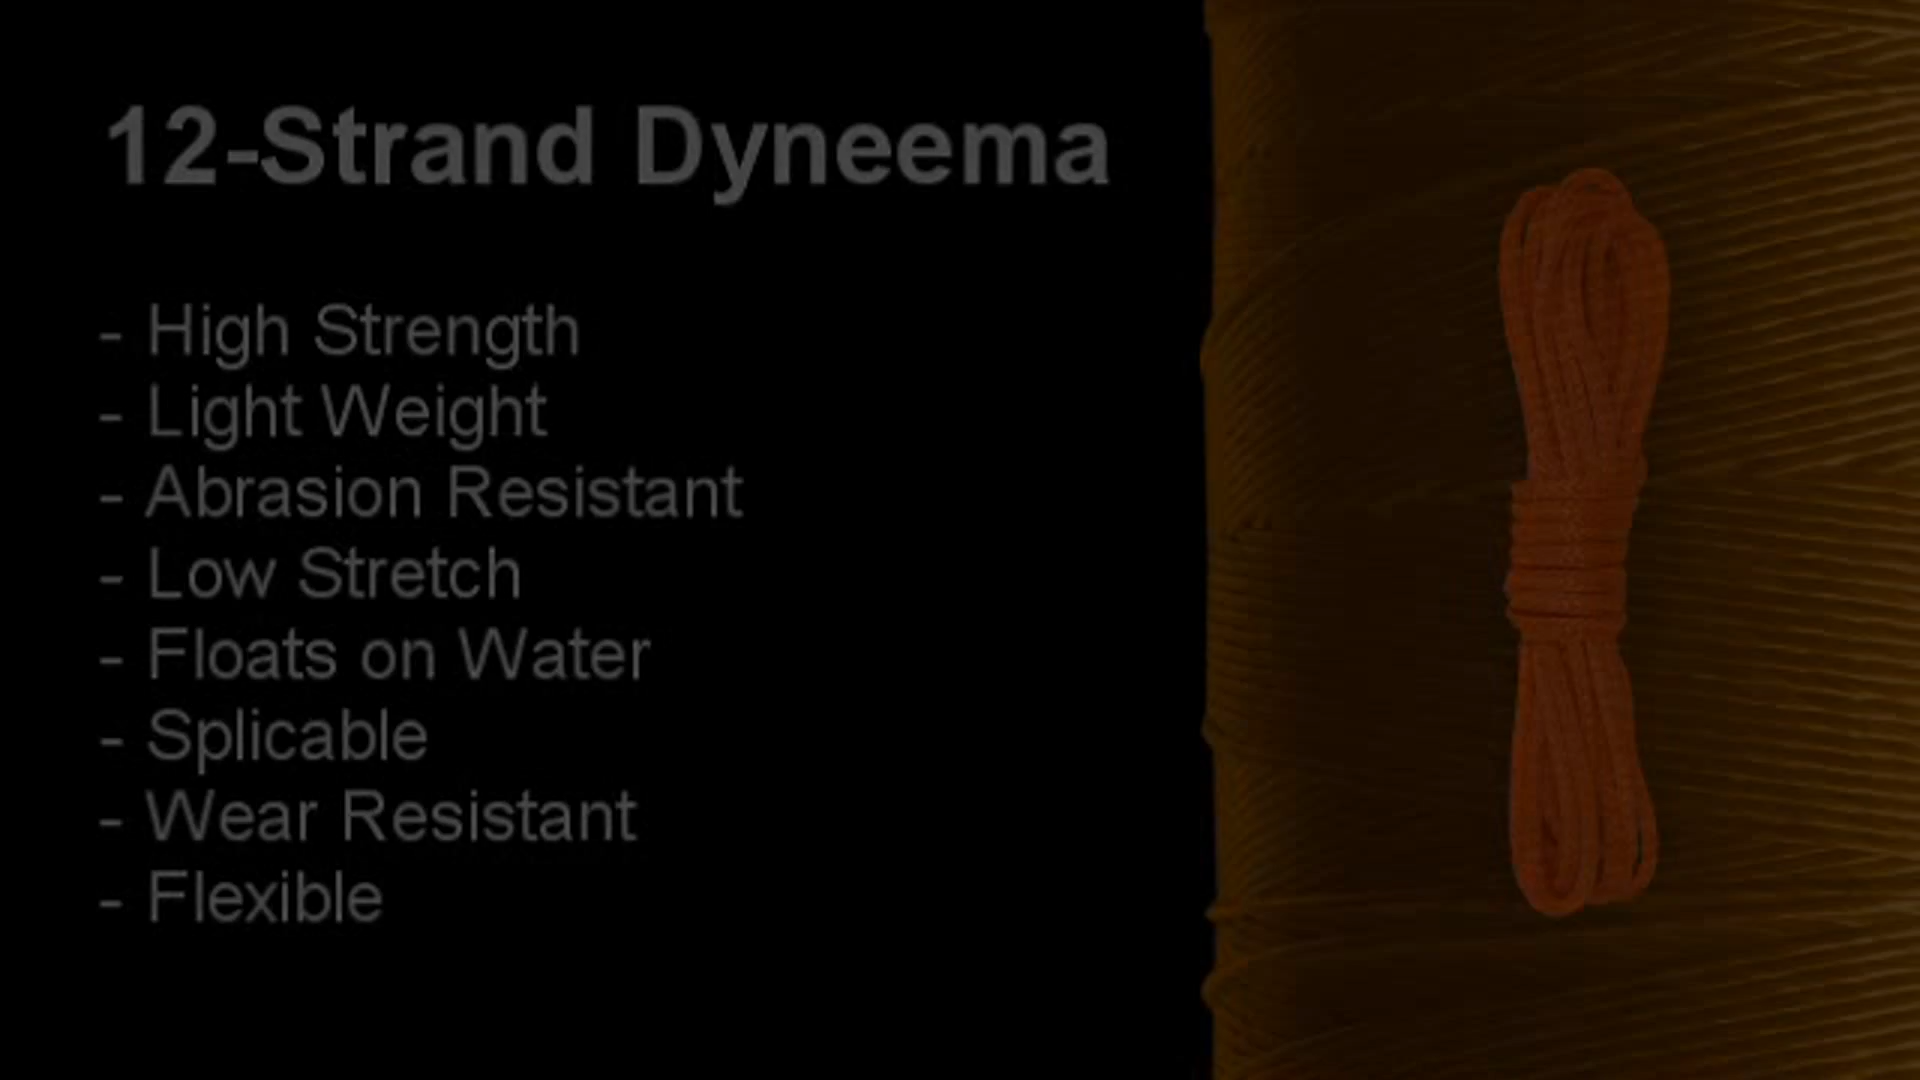 12-Strand Dyneema
- High Strength
- Light Weight
- Abrasion Resistant
- Low Stretch
- Floats on Water
- Splicable
- Wear Resistant
- Flexible